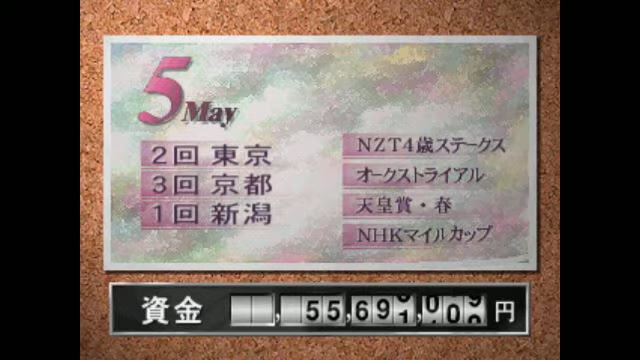 5
May
2回 東京
3回 京都
1回 新潟
NZT4歳ステークス
オークストライアル
天皇賞・春
NHKマイルカップ
資金 55,69 円